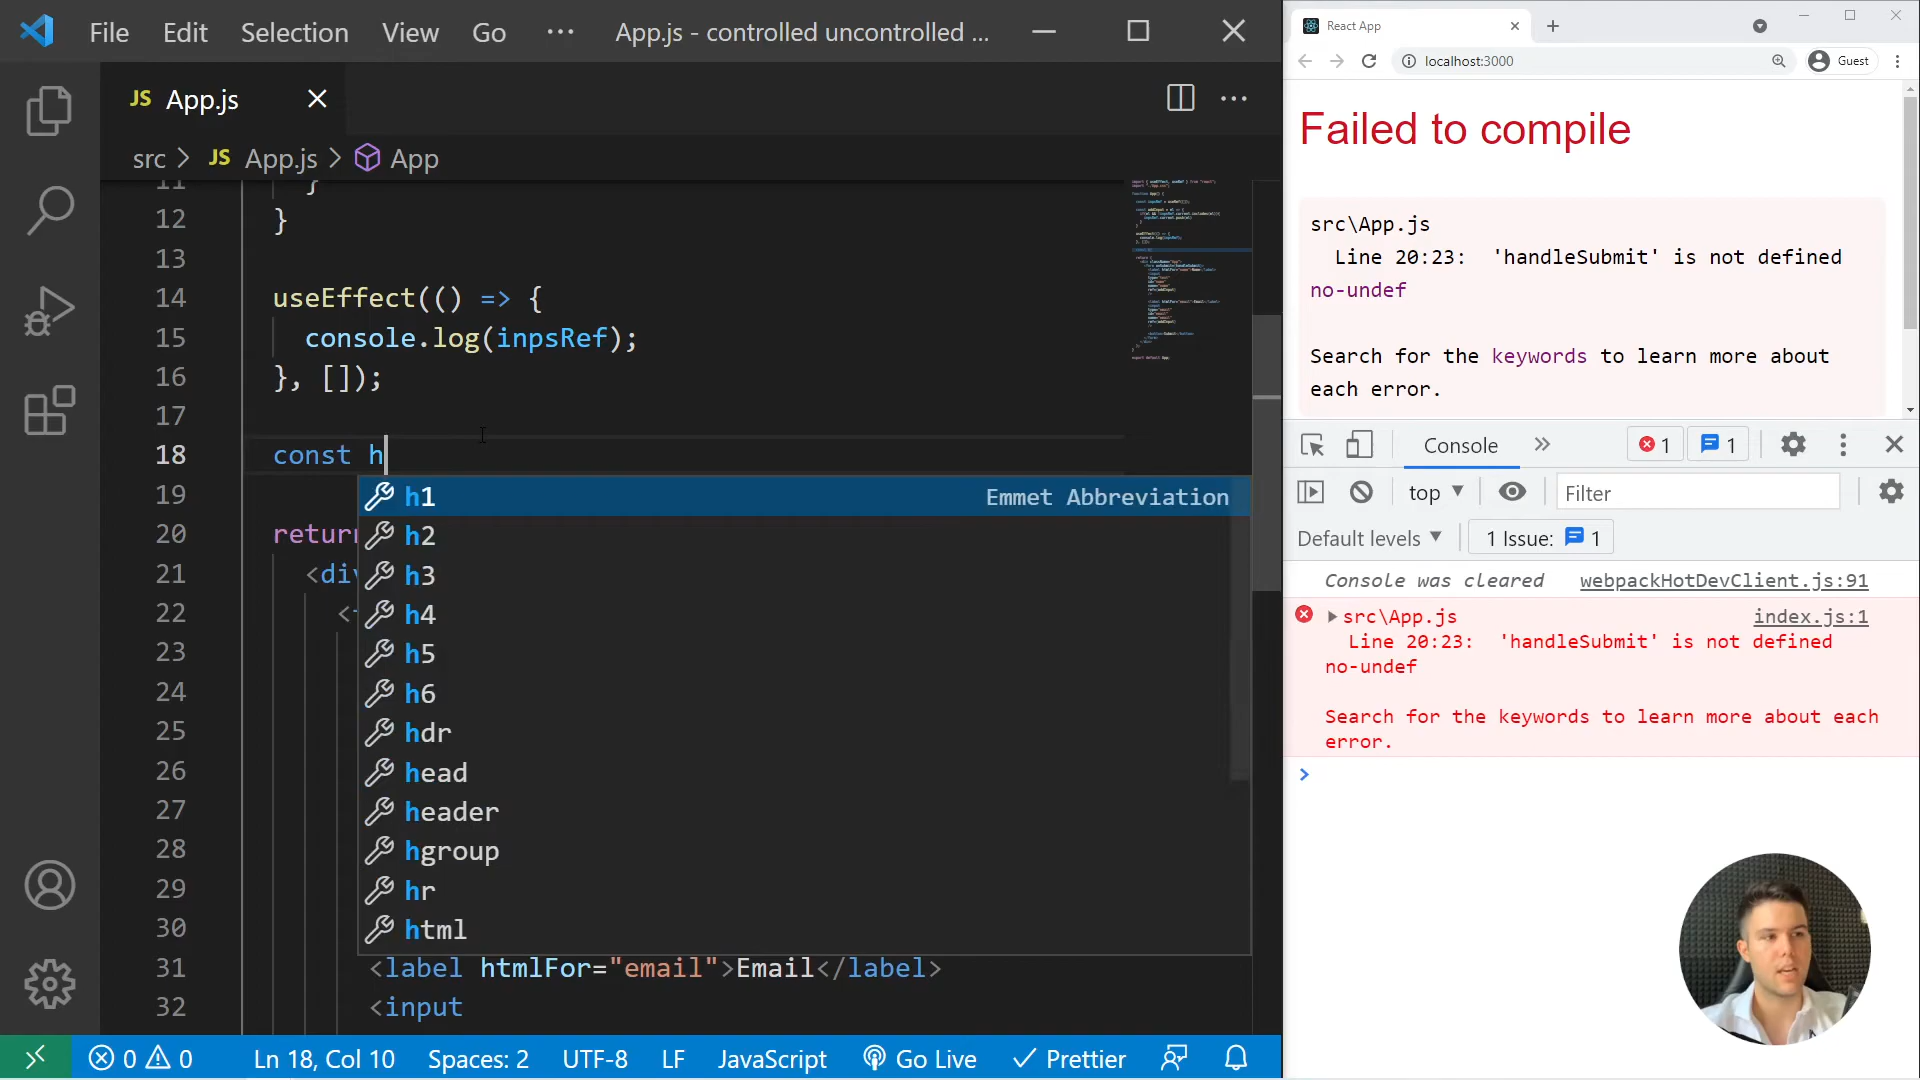 File Edit Selection View Go ··· App.js - controlled uncontrolled ...
JS App.js
src > JS App.js > App
11 }
12 }
13
14 useEffect(() => {
15 console.log(inpsRef);
16 }, []);
17
18 const h
19
20 return
21 <div
22 <
23
24
25
26
27
28
29
30
31 <label htmlFor="email">Email</label>
32 <input
h1 Emmet Abbreviation
h2
h3
h4
h5
h6
hdr
head
header
hgroup
hr
html
0 0 Ln 18, Col 10 Spaces: 2 UTF-8 LF JavaScript Go Live Prettier
React App
localhost:3000 Guest
Failed to compile
src\App.js
Line 20:23: 'handleSubmit' is not defined
no-undef
Search for the keywords to learn more about
each error.
Console 1 1
top Filter
Default levels 1 Issue: 1
Console was cleared webpackHotDevClient.js:91
src\App.js index.js:1
Line 20:23: 'handleSubmit' is not defined
no-undef
Search for the keywords to learn more about each
error.